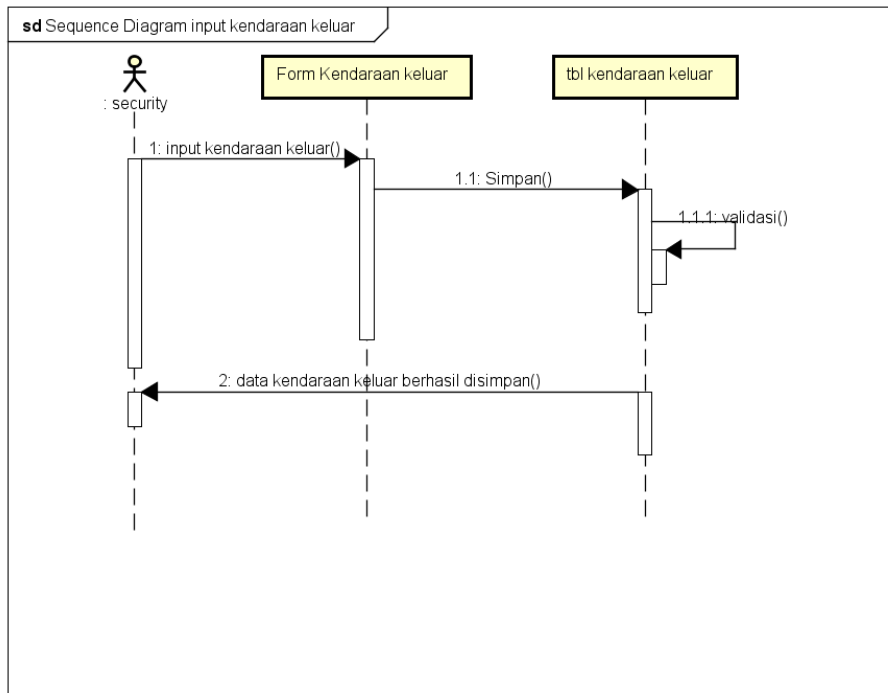 sd Sequence Diagram input kendaraan keluar
: security
Form Kendaraan keluar
tbl kendaraan keluar
1: input kendaraan keluar()
1.1: Simpan()
1.1.1: validasi()
2: data kendaraan keluar berhasil disimpan()